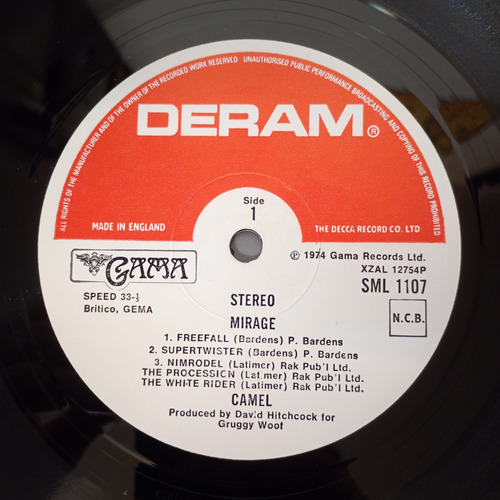 ALL RIGHTS OF THE MANUFACTURER AND OF THE OWNER OF THE RECORDED WORK RESERVED UNAUTHORISED PUBLIC PERFORMANCE BROADCASTING AND COPYING OF THIS RECORD PROHIBITED
DERAM®
Side
1
MADE IN ENGLAND
THE DECCA RECORD CO. LTD
GAMA
℗ 1974 Gama Records Ltd.
XZAL 12754P
SPEED 33-⅓
STEREO
SML 1107
Britico, GEMA
MIRAGE
N.C.B.
1. FREEFALL (Bardens) P. Bardens
2. SUPERTWISTER (Bardens) P. Bardens
3. NIMRODEL (Latimer) Rak Pub'l Ltd.
THE PROCESSION (Latimer) Rak Pub'l Ltd.
THE WHITE RIDER (Latimer) Rak Pub'l Ltd.
CAMEL
Produced by David Hitchcock for
Gruggy Woof